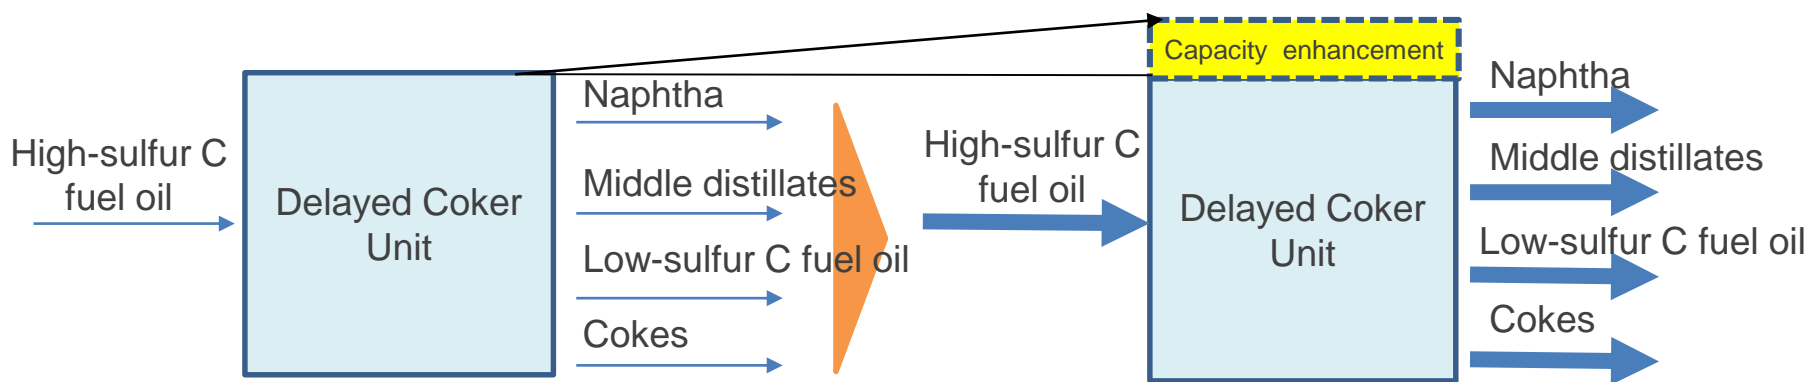 High-sulfur C
fuel oil
Delayed Coker
Unit
Naphtha
Middle distillates
Low-sulfur C fuel oil
Cokes
High-sulfur C
fuel oil
Capacity enhancement
Delayed Coker
Unit
Naphtha
Middle distillates
Low-sulfur C fuel oil
Cokes